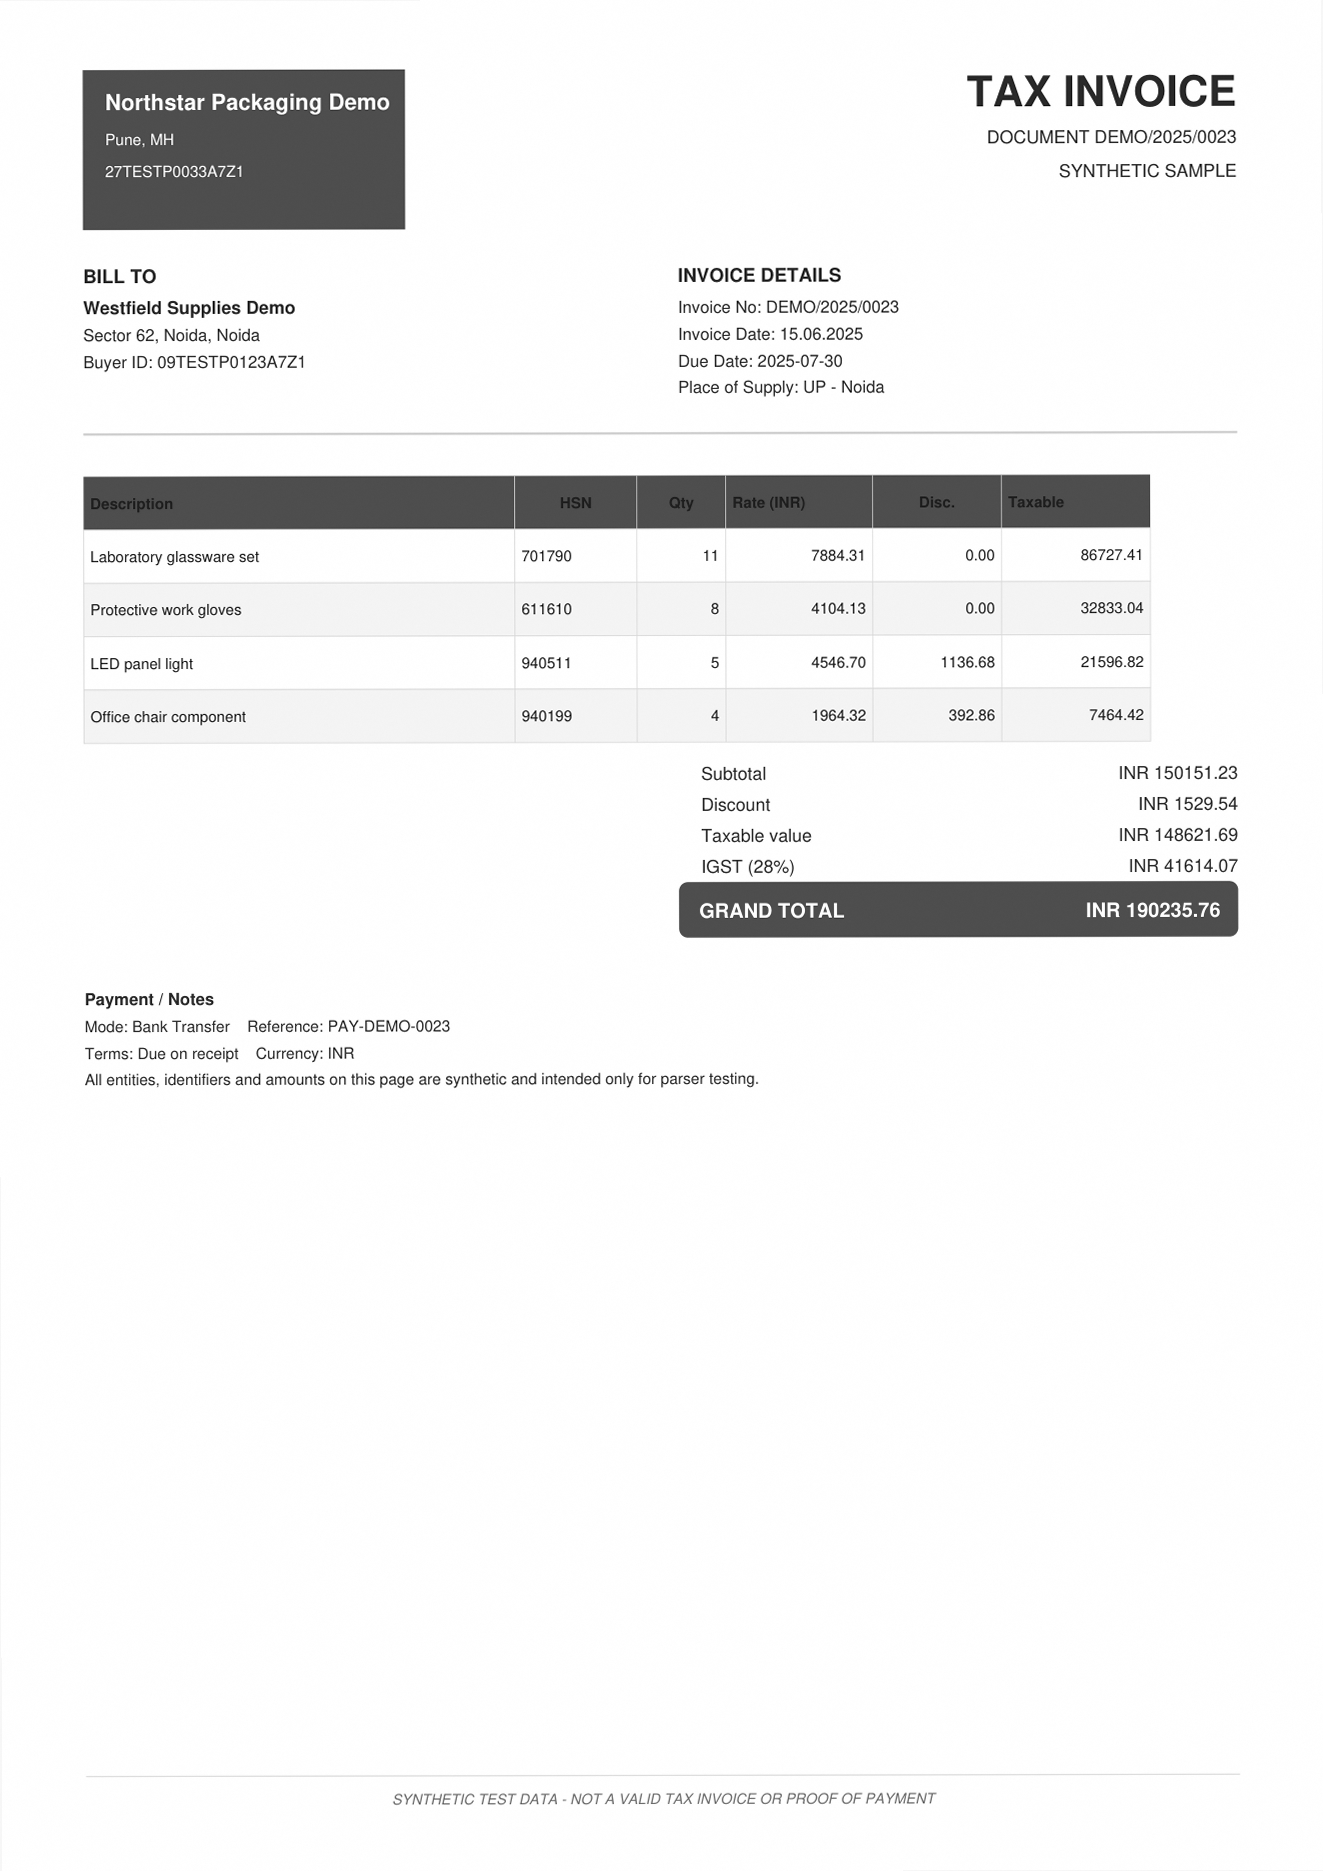 Northstar Packaging Demo
Pune, MH
27TESTP0033A7Z1
TAX INVOICE
DOCUMENT DEMO/2025/0023
SYNTHETIC SAMPLE
BILL TO
Westfield Supplies Demo
Sector 62, Noida, Noida
Buyer ID: 09TESTP0123A7Z1
INVOICE DETAILS
Invoice No: DEMO/2025/0023
Invoice Date: 15.06.2025
Due Date: 2025-07-30
Place of Supply: UP - Noida
Description HSN Qty Rate (INR) Disc. Taxable
Laboratory glassware set 701790 11 7884.31 0.00 86727.41
Protective work gloves 611610 8 4104.13 0.00 32833.04
LED panel light 940511 5 4546.70 1136.68 21596.82
Office chair component 940199 4 1964.32 392.86 7464.42
Subtotal INR 150151.23
Discount INR 1529.54
Taxable value INR 148621.69
IGST (28%) INR 41614.07
GRAND TOTAL INR 190235.76
Payment / Notes
Mode: Bank Transfer Reference: PAY-DEMO-0023
Terms: Due on receipt Currency: INR
All entities, identifiers and amounts on this page are synthetic and intended only for parser testing.
SYNTHETIC TEST DATA - NOT A VALID TAX INVOICE OR PROOF OF PAYMENT